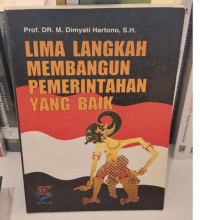 Prof. DR. M. Dimyati Hartono, S.H.
LIMA LANGKAH
MEMBANGUN
PEMERINTAHAN
YANG BAIK